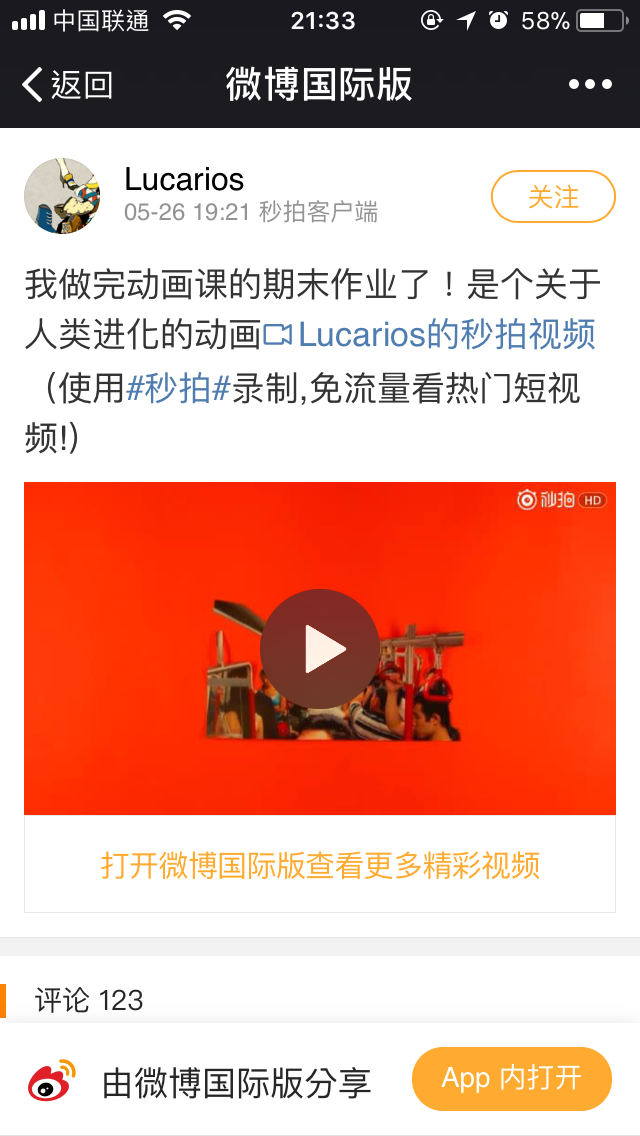 中国联通 21:33 58%
返回 微博国际版
Lucarios
关注
05-26 19:21 秒拍客户端
我做完动画课的期末作业了！是个关于
人类进化的动画Lucarios的秒拍视频
（使用#秒拍#录制,免流量看热门短视
频!)
秒拍 HD
打开微博国际版查看更多精彩视频
评论 123
由微博国际版分享
App 内打开